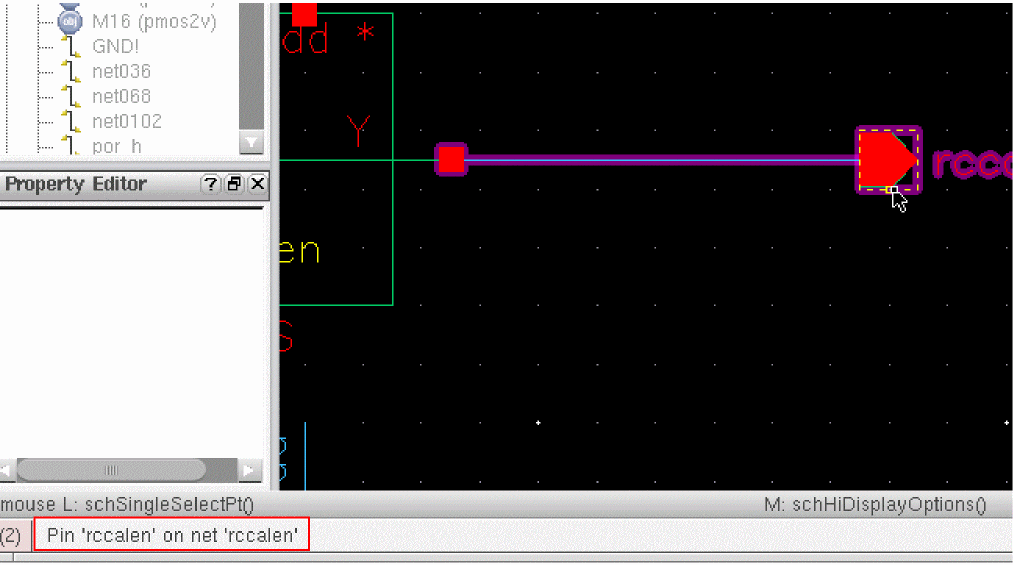 M16 (pmos2v)
GND!
net036
net068
net0102
por_h
Property Editor
dd *
Y
en
S
rcc
mouse L: schSingleSelectPt()
M: schHiDisplayOptions()
(2)
Pin 'rccalen' on net 'rccalen'